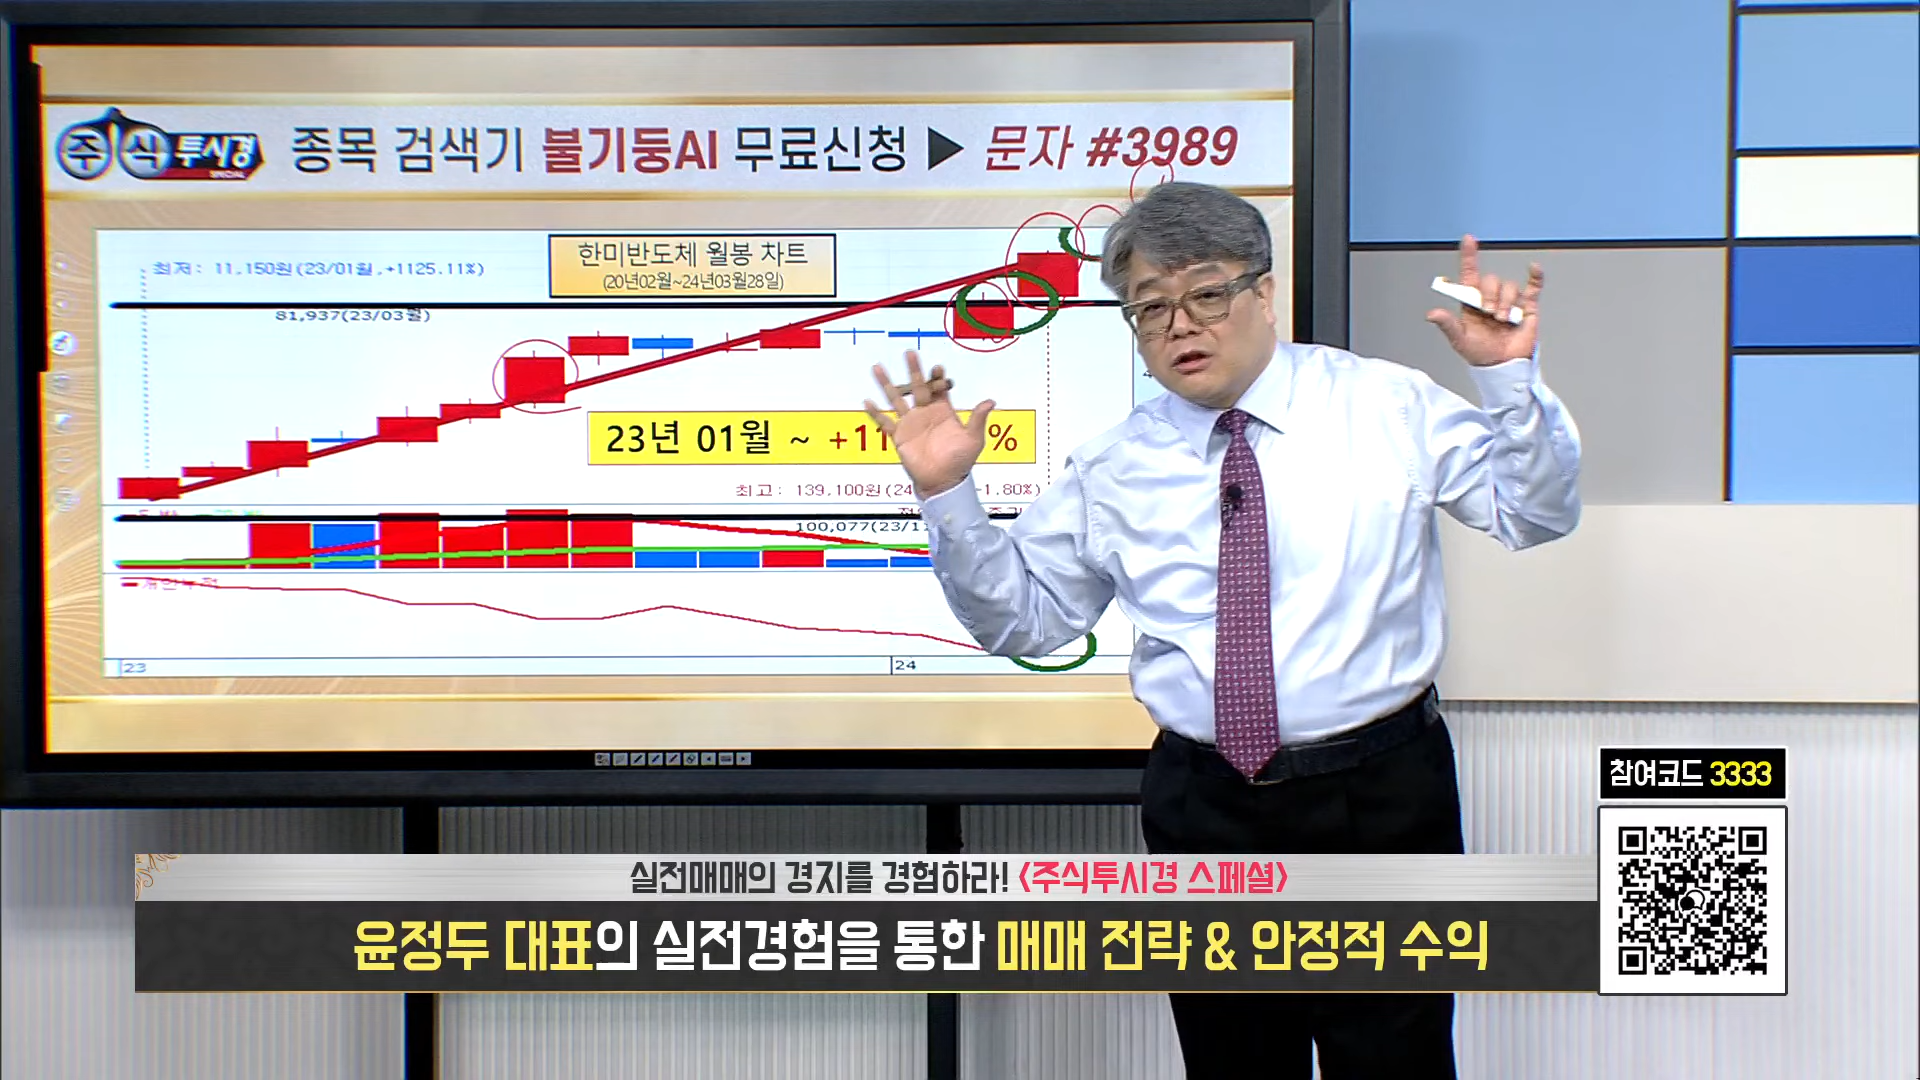 주식투시경
SPECIAL
종목 검색기 불기둥AI 무료신청 ▶ 문자 #3989
한미반도체 월봉 차트
(20년02월~24년03월28일)
최저: 11,150원(23/01월,+1125.11%)
81,937(23/03월)
23년 01월 ~ +11 %
최고: 139,100원(24 -1.80%)
100,077(23/11
23
24
참여코드 3333
실전매매의 경지를 경험하라! <주식투시경 스페셜>
윤정두 대표의 실전경험을 통한 매매 전략 & 안정적 수익